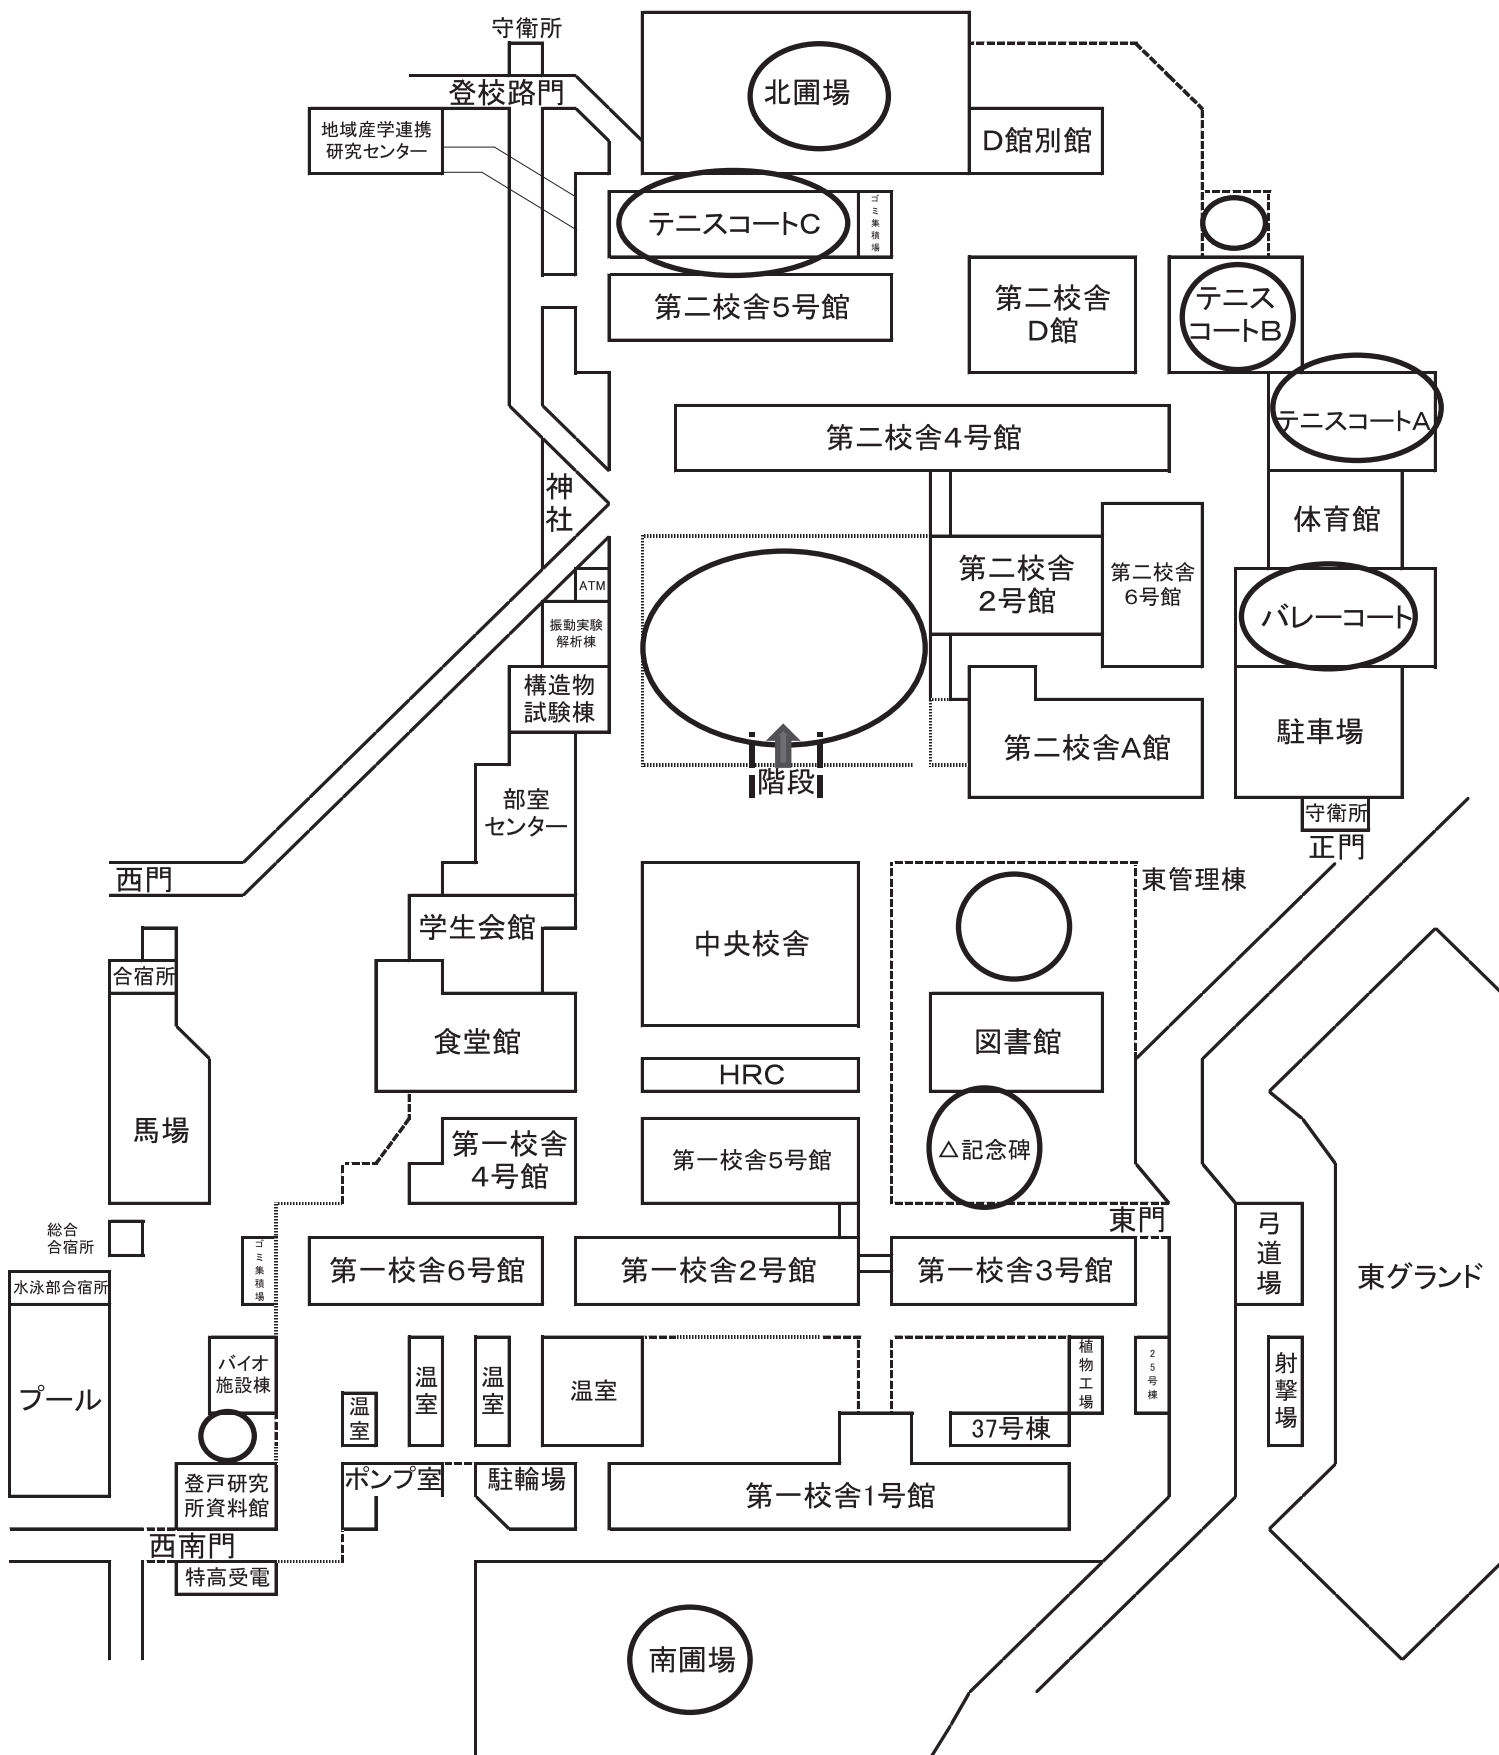 守衛所
登校路門
北圃場
地域産学連携
研究センター
D館別館
テニスコートC
ゴミ集積場
第二校舎5号館
第二校舎
D館
テニス
コートB
テニスコートA
第二校舎4号館
神社
体育館
ATM
第二校舎
2号館
第二校舎
6号館
バレーコート
振動実験
解析棟
構造物
試験棟
第二校舎A館
駐車場
階段
部室
センター
守衛所
正門
西門
東管理棟
学生会館
中央校舎
合宿所
食堂館
図書館
HRC
馬場
第一校舎
4号館
第一校舎5号館
△記念碑
東門
総合
合宿所
ゴミ集積場
第一校舎6号館
第一校舎2号館
第一校舎3号館
弓道場
東グランド
水泳部合宿所
プール
バイオ
施設棟
温室
温室
温室
温室
植物工場
25号棟
射撃場
37号棟
登戸研究
所資料館
ポンプ室
駐輪場
第一校舎1号館
西南門
特高受電
南圃場